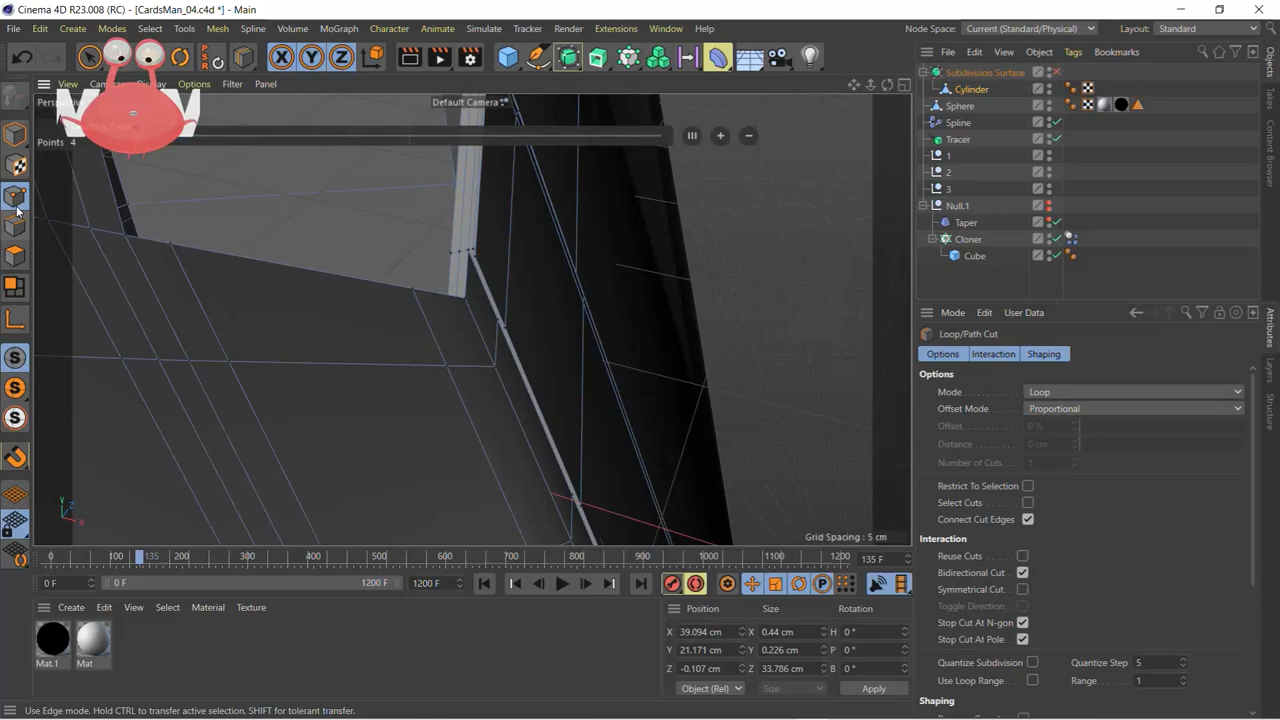 Cinema 4D R23.008 (RC) - [CardsMan_04.c4d *] - Main
File Edit Create Modes Select Tools Mesh Spline Volume MoGraph Character Animate Simulate Tracker Render Extensions Window Help
Node Space: Current (Standard/Physical) Layout: Standard
X Y Z
P S R
File Edit View Object Tags Bookmarks
View Display Options Filter Panel
Default Camera
Points 4
Subdivision Surface
Cylinder
Sphere
Spline
Tracer
1
2
3
Null.1
Taper
Cloner
Cube
Objects
Takes
Mode Edit User Data
Loop/Path Cut
Options Interaction Shaping
Options
Mode Loop
Offset Mode Proportional
Offset 0 %
Distance 0 cm
Number of Cuts 1
Restrict To Selection
Select Cuts
Connect Cut Edges
Interaction
Reuse Cuts
Bidirectional Cut
Symmetrical Cut
Toggle Direction
Stop Cut At N-gon
Stop Cut At Pole
Quantize Subdivision Quantize Step 5
Use Loop Range Range 1
Shaping
Attributes
Layers
Structure
S
S
S
Y Z X
Grid Spacing : 5 cm
0 100 135 200 300 400 500 600 700 800 900 1000 1100 1200 135 F
0 F 0 F 1200 F 1200 F
P
Create Edit View Select Material Texture
Mat.1 Mat
Position Size Rotation
X 39.094 cm X 0.44 cm H 0 °
Y 21.171 cm Y 0.226 cm P 0 °
Z -0.107 cm Z 33.786 cm B 0 °
Object (Rel) Size Apply
Use Edge mode. Hold CTRL to transfer active selection, SHIFT for tolerant transfer.